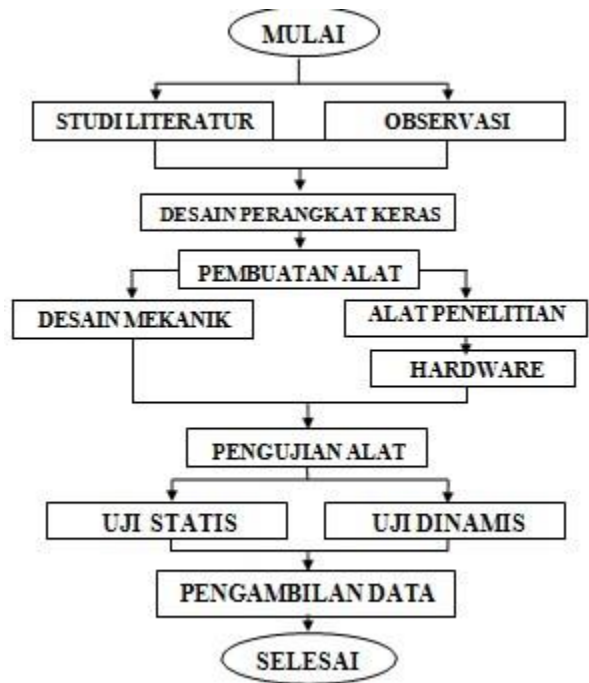 MULAI
STUDI LITERATUR
OBSERVASI
DESAIN PERANGKAT KERAS
PEMBUATAN ALAT
DESAIN MEKANIK
ALAT PENELITIAN
HARDWARE
PENGUJIAN ALAT
UJI STATIS
UJI DINAMIS
PENGAMBILAN DATA
SELESAI